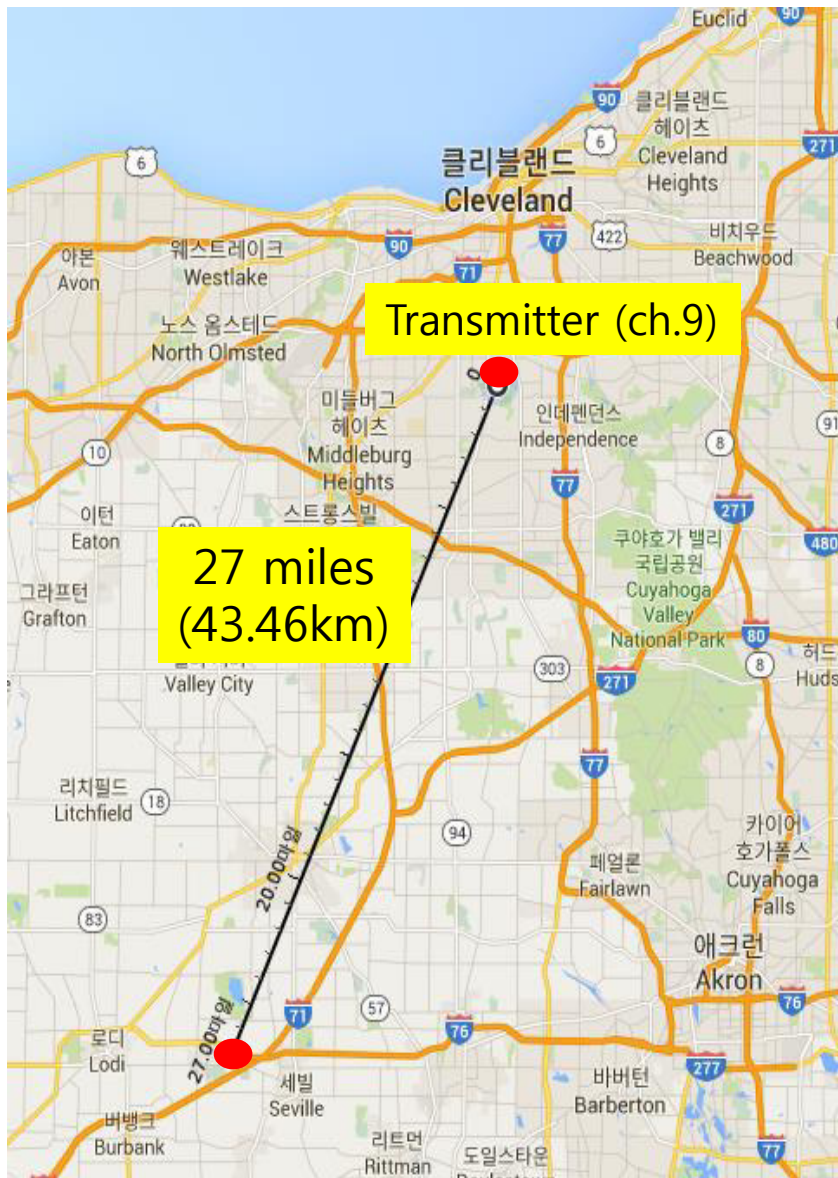 Euclid
90
90
클리블랜드
헤이츠
Cleveland
Heights
6
271
6
클리블랜드
Cleveland
422
77
비치우드
Beachwood
아본
Avon
웨스트레이크
Westlake
90
71
노스 옴스테드
North Olmsted
Transmitter (ch.9)
0
미들버그
헤이츠
Middleburg
Heights
인데펜던스
Independence
8
91
10
77
271
스트롱스빌
이턴
Eaton
480
27 miles
(43.46km)
쿠야호가 밸리
국립공원
Cuyahoga
Valley
National Park
그라프턴
Grafton
80
8
허드
Huds
Valley City
303
271
77
리치필드
Litchfield
18
94
카이어
호가폴스
Cuyahoga
Falls
20.00마일
페얼론
Fairlawn
83
애크런
Akron
27.00마일
71
57
76
76
로디
Lodi
277
세빌
Seville
바버턴
Barberton
버뱅크
Burbank
77
리트먼
Rittman
도일스타운